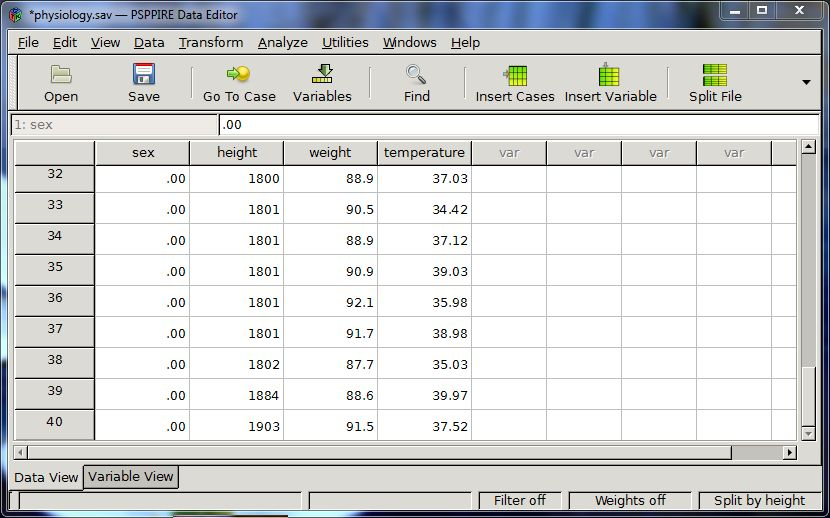 *physiology.sav — PSPPIRE Data Editor
File Edit View Data Transform Analyze Utilities Windows Help
Open Save Go To Case Variables Find Insert Cases Insert Variable Split File
1: sex .00
sex height weight temperature var var var var
32 .00 1800 88.9 37.03
33 .00 1801 90.5 34.42
34 .00 1801 88.9 37.12
35 .00 1801 90.9 39.03
36 .00 1801 92.1 35.98
37 .00 1801 91.7 38.98
38 .00 1802 87.7 35.03
39 .00 1884 88.6 39.97
40 .00 1903 91.5 37.52
Data View Variable View
Filter off Weights off Split by height